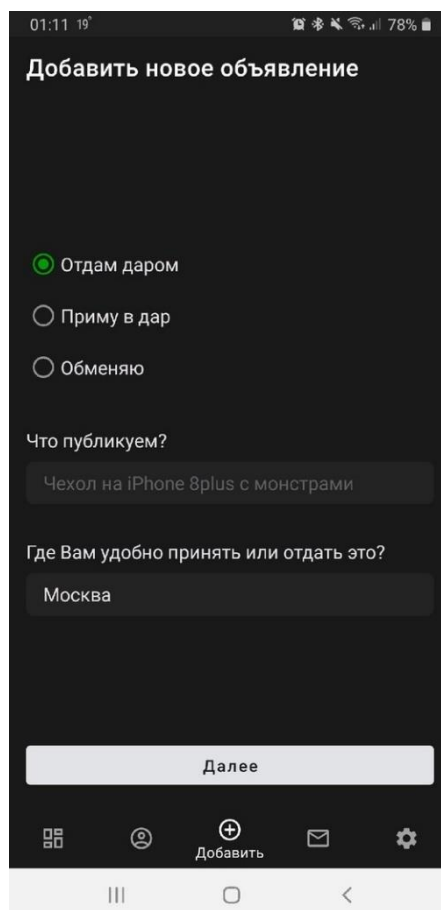 01:11 19° 78%
Добавить новое объявление
Отдам даром
Приму в дар
Обменяю
Что публикуем?
Чехол на iPhone 8plus с монстрами
Где Вам удобно принять или отдать это?
Москва
Далее
Добавить